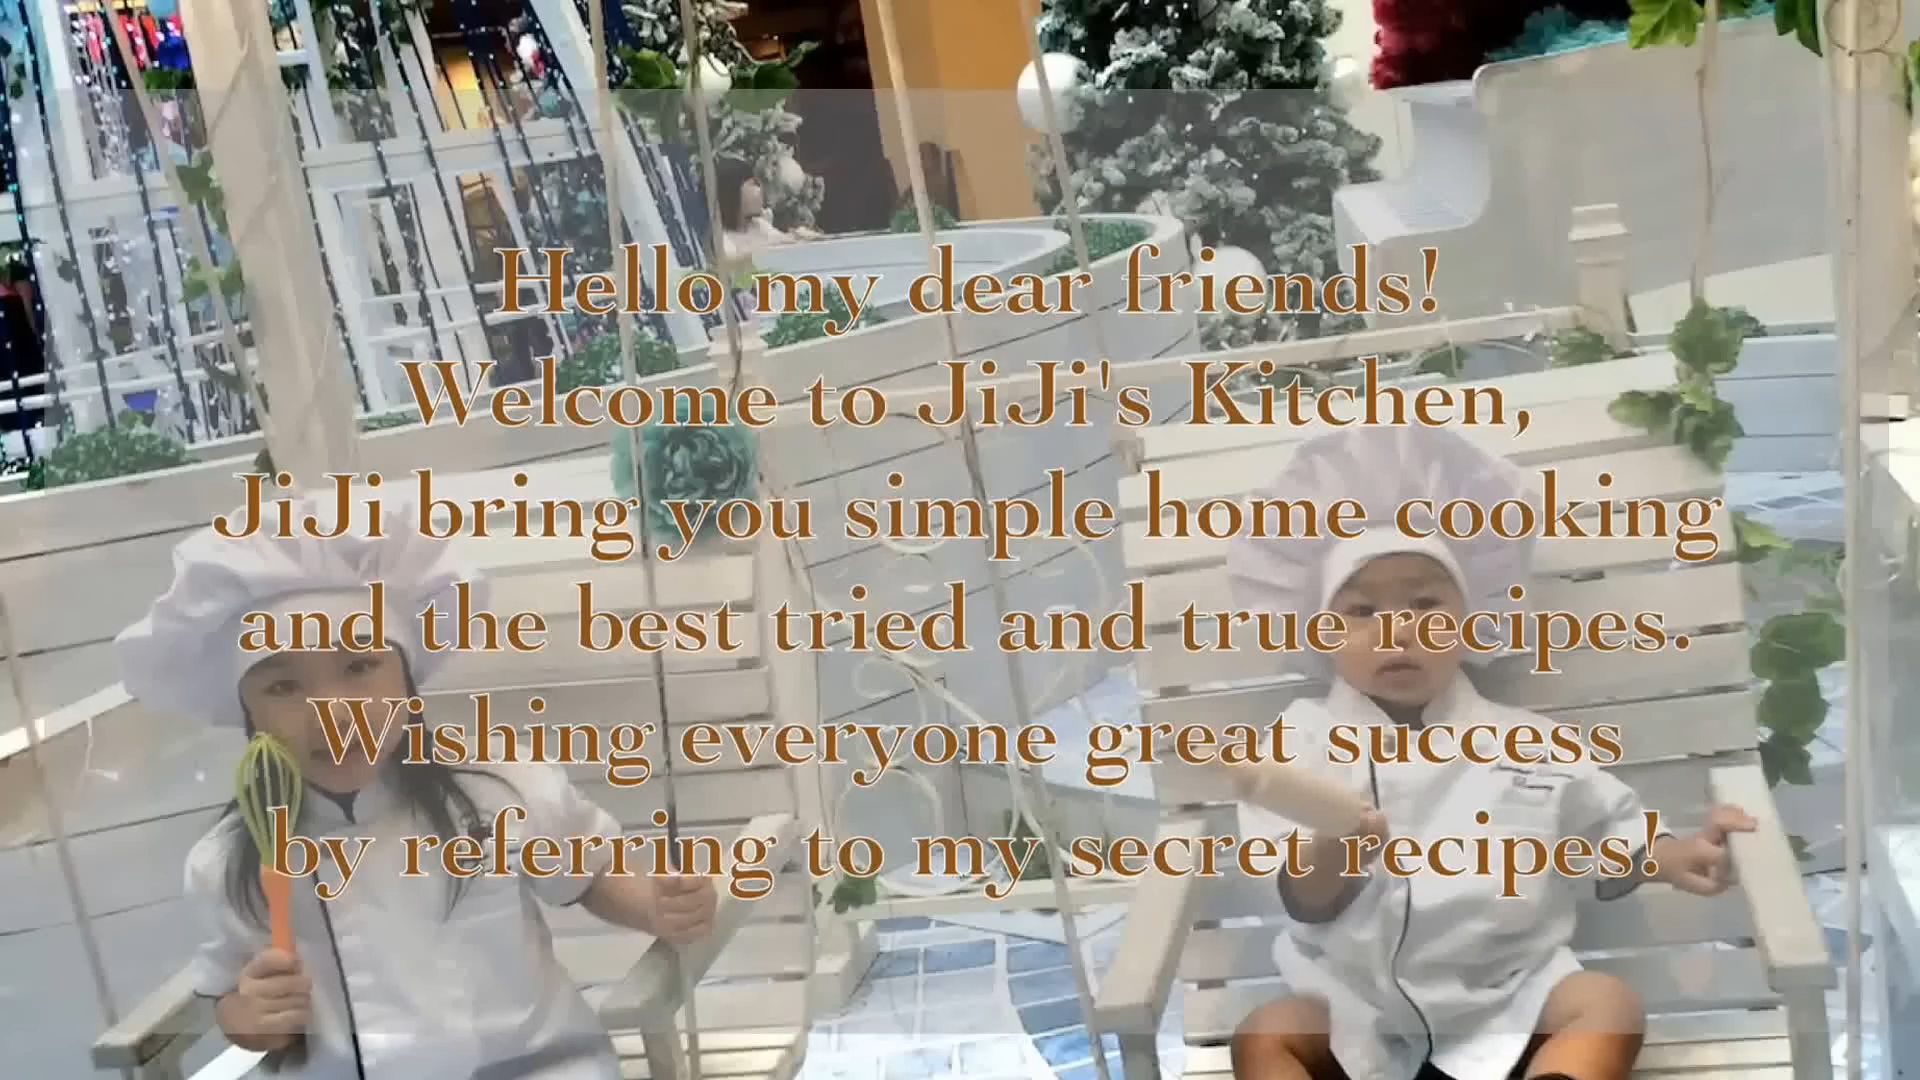 Hello my dear friends!
Welcome to JiJi's Kitchen,
JiJi bring you simple home cooking
and the best tried and true recipes.
Wishing everyone great success
by referring to my secret recipes!